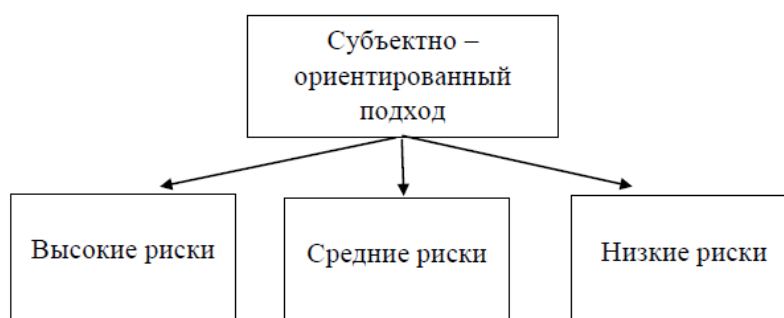 Субъектно –
ориентированный
подход
Высокие риски
Средние риски
Низкие риски